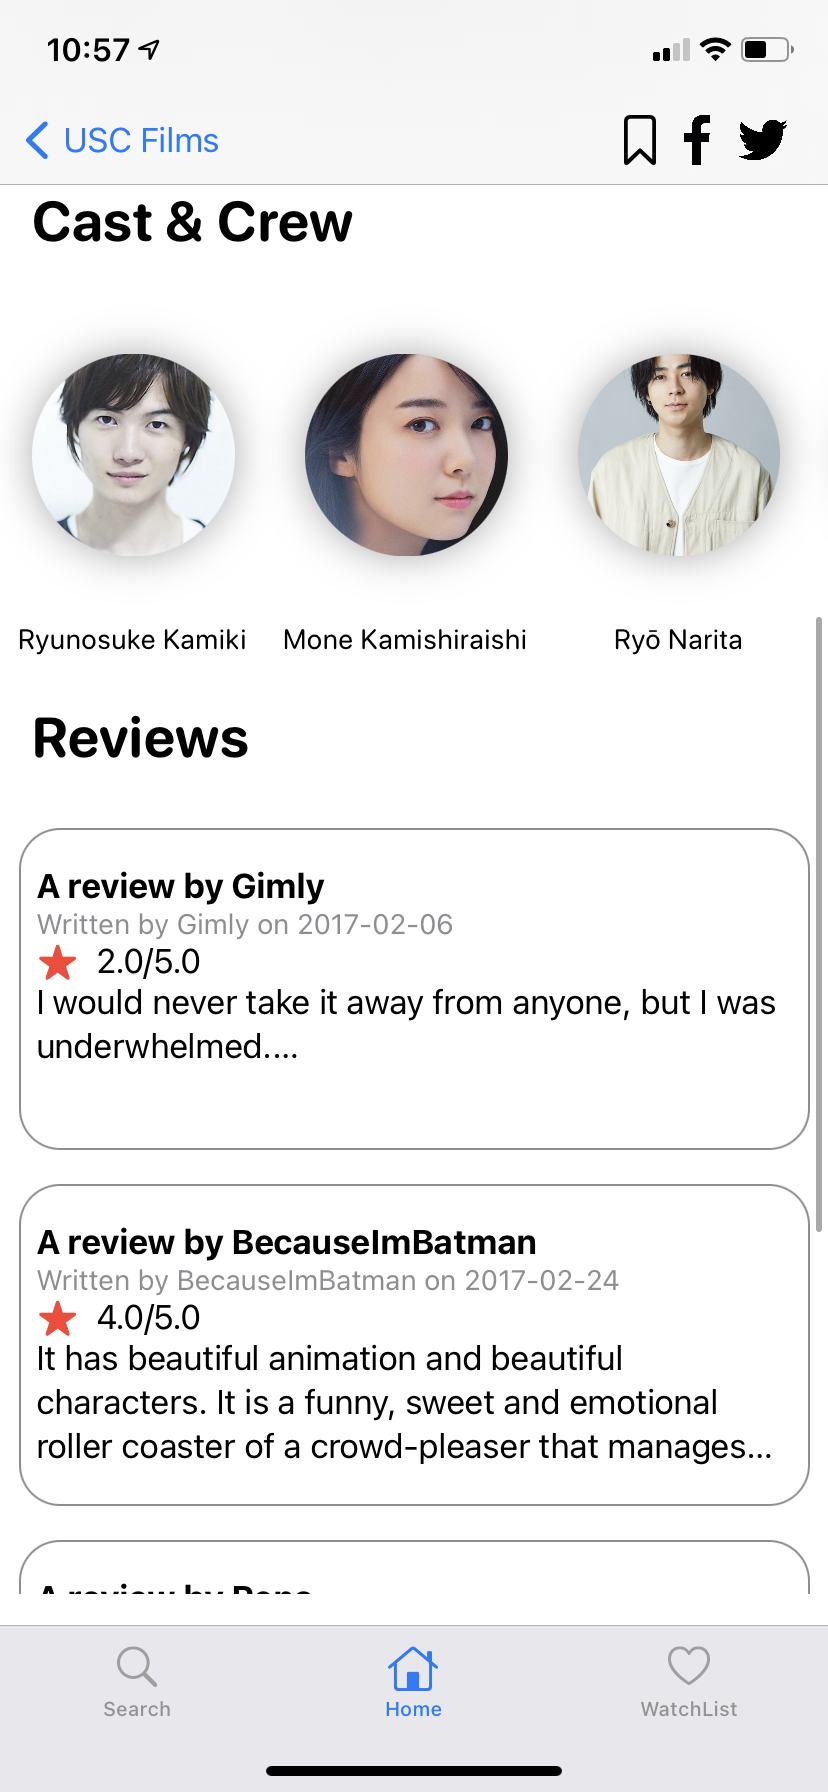 10:57
USC Films
Cast & Crew
Ryunosuke Kamiki
Mone Kamishiraishi
Ryō Narita
Reviews
A review by Gimly
Written by Gimly on 2017-02-06
2.0/5.0
I would never take it away from anyone, but I was
underwhelmed....
A review by BecauseImBatman
Written by BecauseImBatman on 2017-02-24
4.0/5.0
It has beautiful animation and beautiful
characters. It is a funny, sweet and emotional
roller coaster of a crowd-pleaser that manages...
A review by
Search
Home
WatchList